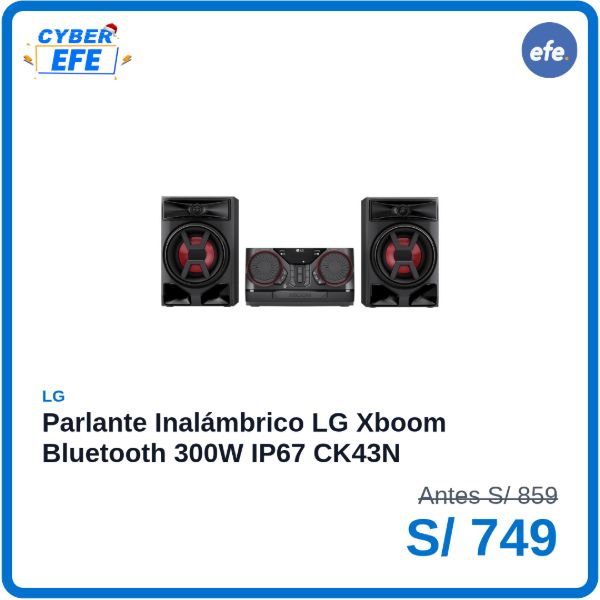 CYBER
EFE
efe.
LG
Parlante Inalámbrico LG Xboom
Bluetooth 300W IP67 CK43N
Antes S/ 859
S/ 749